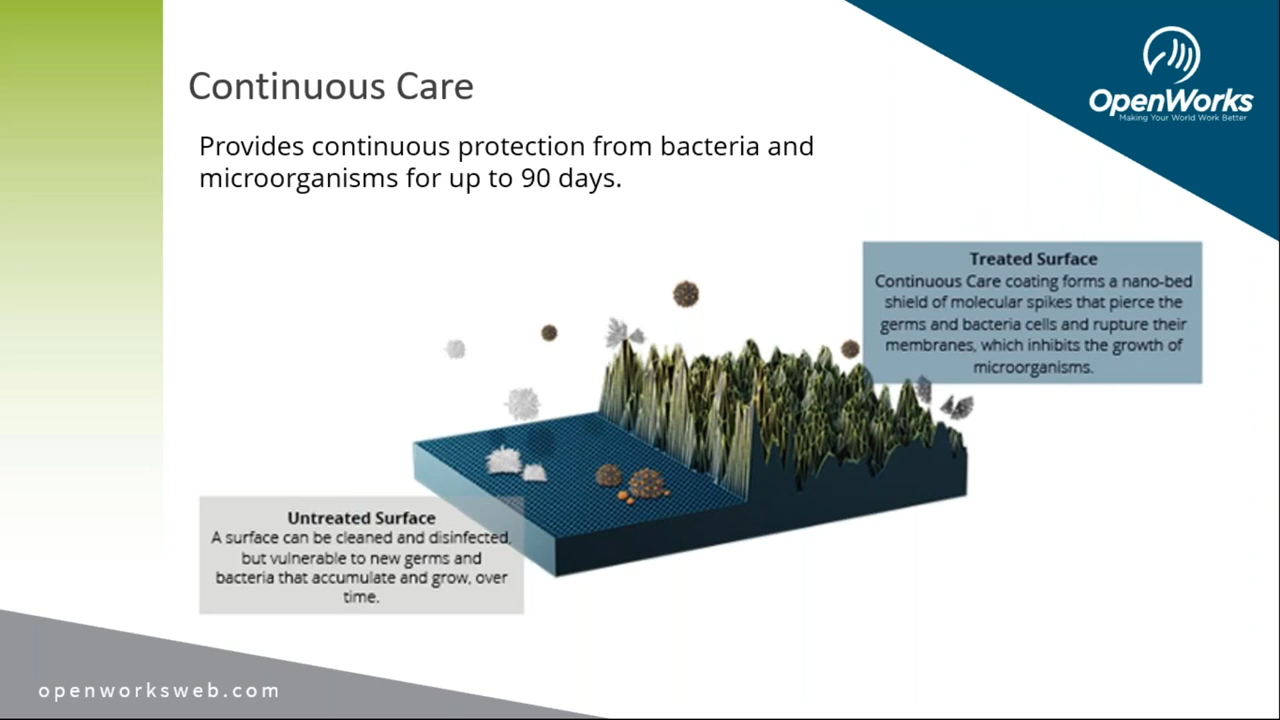 OpenWorks
Making Your World Work Better
Continuous Care
Provides continuous protection from bacteria and
microorganisms for up to 90 days.
Treated Surface
Continuous Care coating forms a nano-bed
shield of molecular spikes that pierce the
germs and bacteria cells and rupture their
membranes, which inhibits the growth of
microorganisms.
Untreated Surface
A surface can be cleaned and disinfected,
but vulnerable to new germs and
bacteria that accumulate and grow, over
time.
openworksweb.com